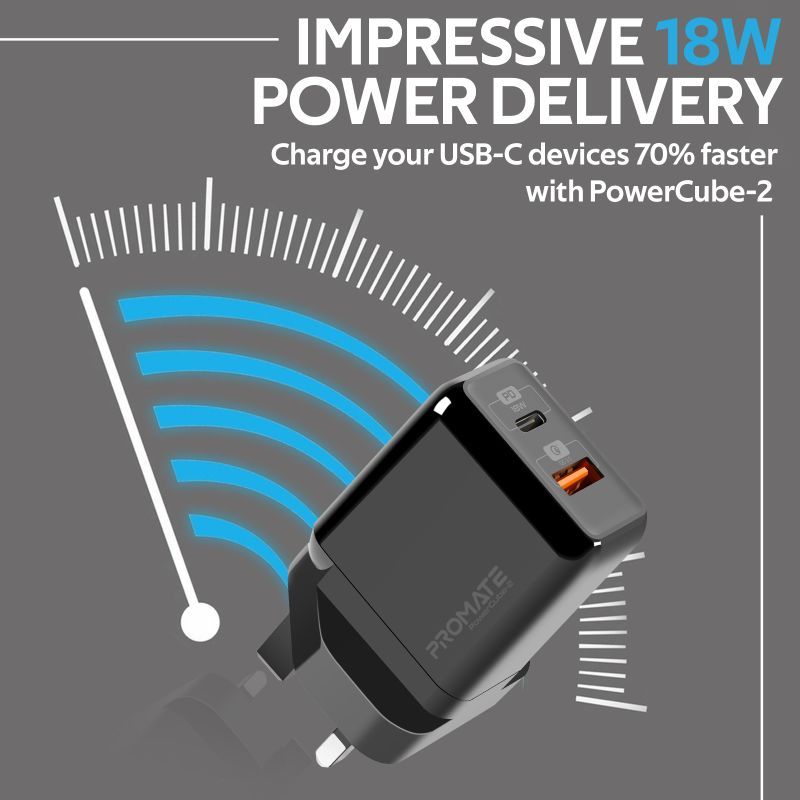 IMPRESSIVE 18W
POWER DELIVERY
Charge your USB-C devices 70% faster
with PowerCube-2
PD
18W
PROMATE
PowerCube-2